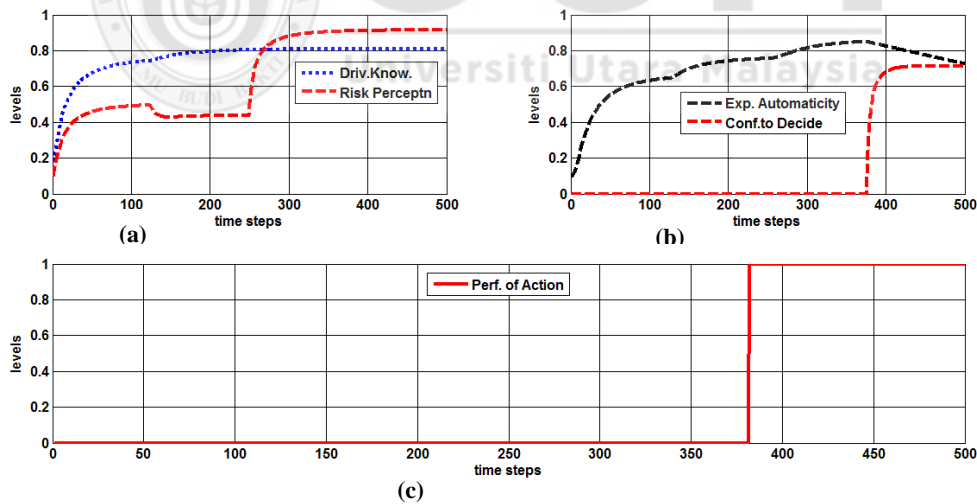 1
0.8
0.6
0.4
0.2
0
levels
0 100 200 300 400 500
time steps
Driv.Know.
Risk Perceptn
(a)
1
0.8
0.6
0.4
0.2
0
levels
0 100 200 300 400 500
time steps
Exp. Automaticity
Conf.to Decide
(b)
Universiti Utara Malaysia
BUDI
1
0.8
0.6
0.4
0.2
0
levels
0 50 100 150 200 250 300 350 400 450 500
time steps
Perf. of Action
(c)